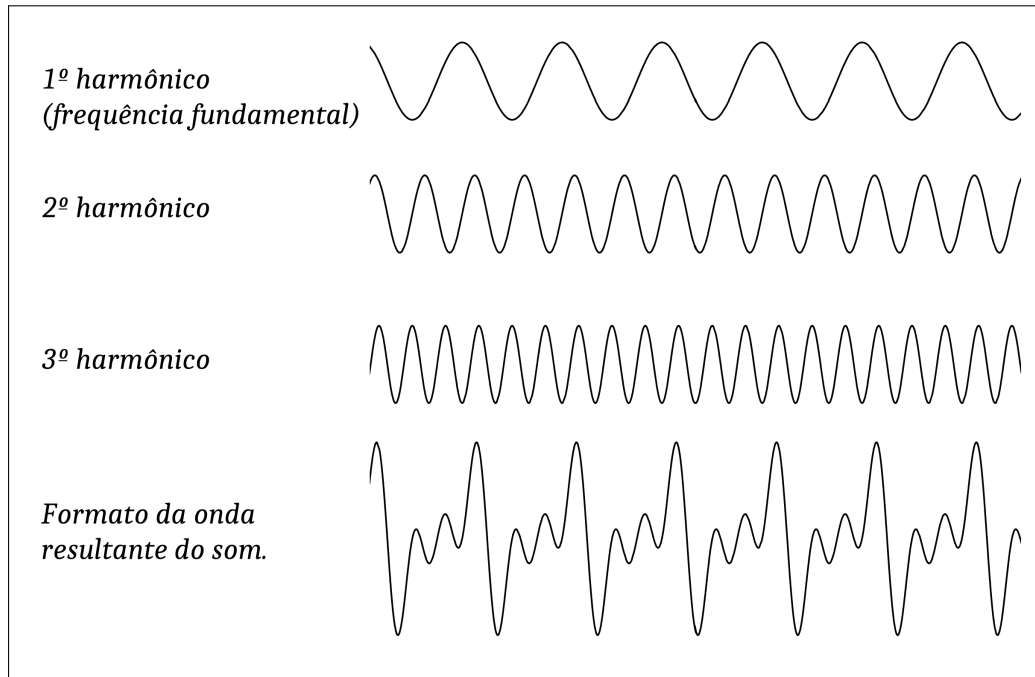 1º harmônico
(frequência fundamental)
2º harmônico
3º harmônico
Formato da onda
resultante do som.